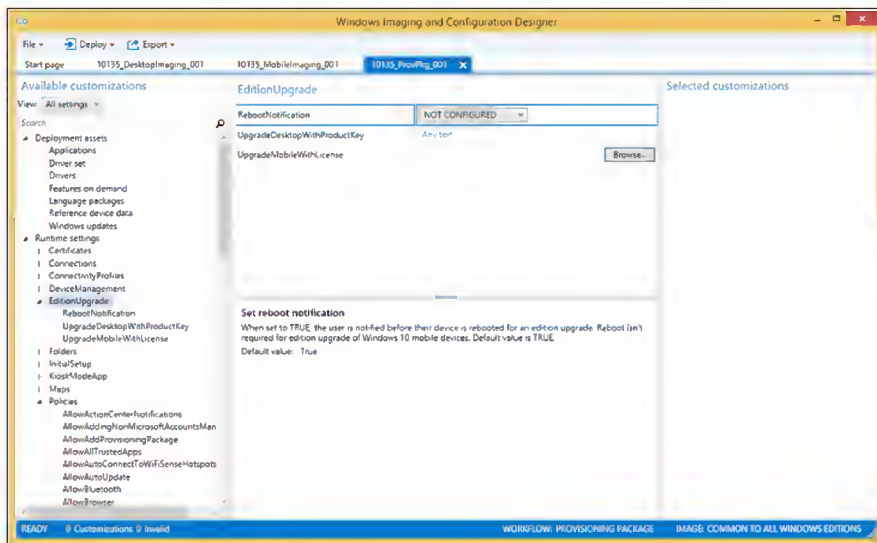 Windows Imaging and Configuration Designer
File Deploy Export
Start page 10135_DesktopImaging_001 10135_MobileImaging_001 10135_ProvPkg_001 X
Available customizations
View: All settings
Search
Deployment assets
Applications
Driver set
Drivers
Features on demand
Language packages
Reference device data
Windows updates
Runtime settings
Certificates
Connections
ConnectivityProfiles
DeviceManagement
EditionUpgrade
RebootNotification
UpgradeDesktopWithProductKey
UpgradeMobileWithLicense
Folders
InitialSetup
KioskModeApp
Maps
Policies
AllowActionCenterNotifications
AllowAddingNonMicrosoftAccountsMan
AllowAddProvisioningPackage
AllowAllTrustedApps
AllowAutoConnectToWiFiSenseHotspots
AllowAutoUpdate
AllowBluetooth
AllowBrowser
EditionUpgrade
RebootNotification NOT CONFIGURED
UpgradeDesktopWithProductKey Any text
UpgradeMobileWithLicense Browse...
Set reboot notification
When set to TRUE, the user is notified before their device is rebooted for an edition upgrade. Reboot isn't
required for edition upgrade of Windows 10 mobile devices. Default value is TRUE.
Default value: True
Selected customizations
READY 0 Customizations 0 Invalid WORKFLOW: PROVISIONING PACKAGE IMAGE: COMMON TO ALL WINDOWS EDITIONS